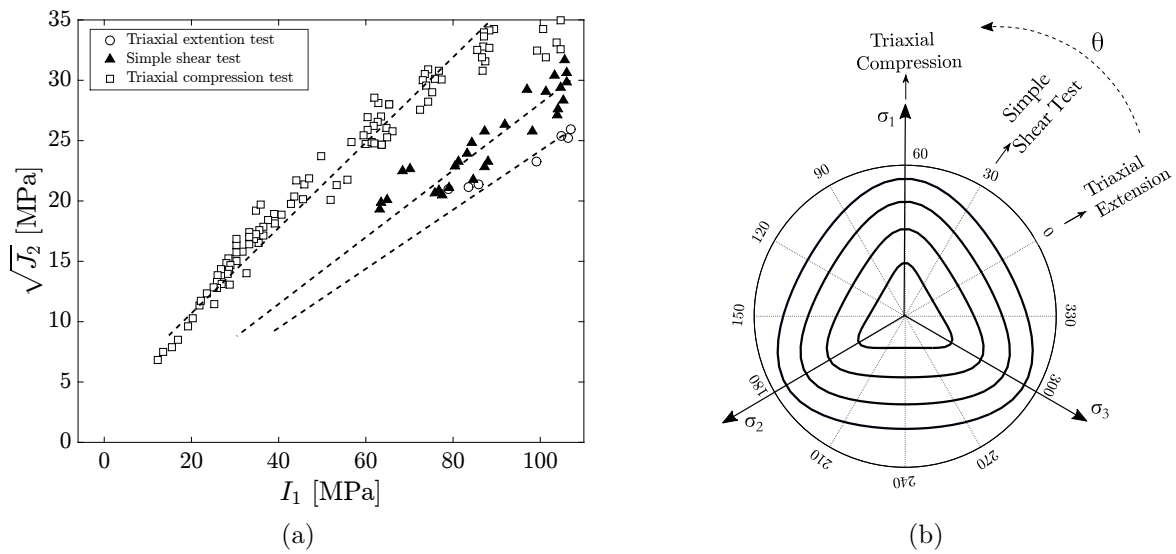 35
30
25
20
15
10
5
0
√J2 [MPa]
Triaxial extention test
Simple shear test
Triaxial compression test
0 20 40 60 80 100
I1 [MPa]
(a)
Triaxial
Compression
θ
Simple
Shear Test
Triaxial
Extension
σ1
60
90
30
120
0
150
330
180
300
σ2
σ3
210
270
240
(b)